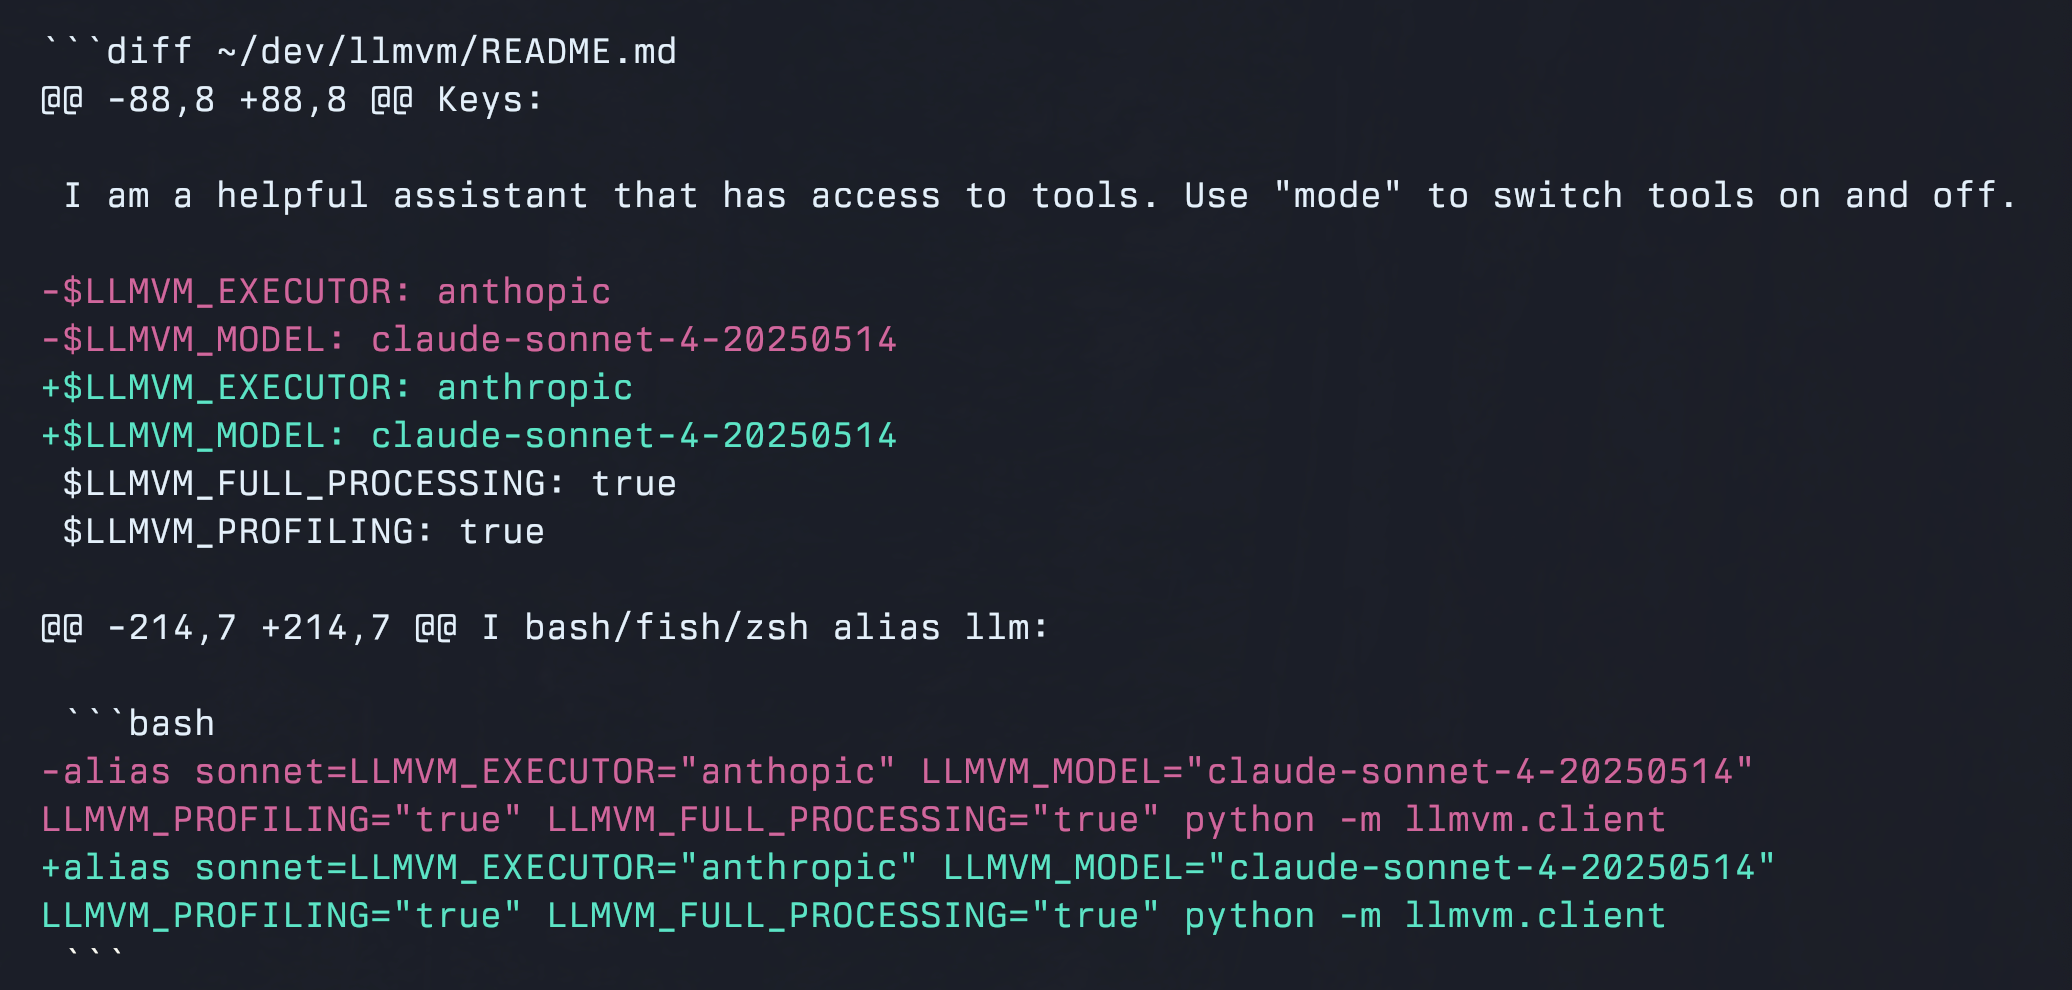 ```diff ~/dev/llmvm/README.md
@@ -88,8 +88,8 @@ Keys:

 I am a helpful assistant that has access to tools. Use "mode" to switch tools on and off.

-$LLMVM_EXECUTOR: anthopic
-$LLMVM_MODEL: claude-sonnet-4-20250514
+$LLMVM_EXECUTOR: anthropic
+$LLMVM_MODEL: claude-sonnet-4-20250514
 $LLMVM_FULL_PROCESSING: true
 $LLMVM_PROFILING: true

@@ -214,7 +214,7 @@ I bash/fish/zsh alias llm:

 ```bash
-alias sonnet=LLMVM_EXECUTOR="anthopic" LLMVM_MODEL="claude-sonnet-4-20250514"
LLMVM_PROFILING="true" LLMVM_FULL_PROCESSING="true" python -m llmvm.client
+alias sonnet=LLMVM_EXECUTOR="anthropic" LLMVM_MODEL="claude-sonnet-4-20250514"
LLMVM_PROFILING="true" LLMVM_FULL_PROCESSING="true" python -m llmvm.client
 ```